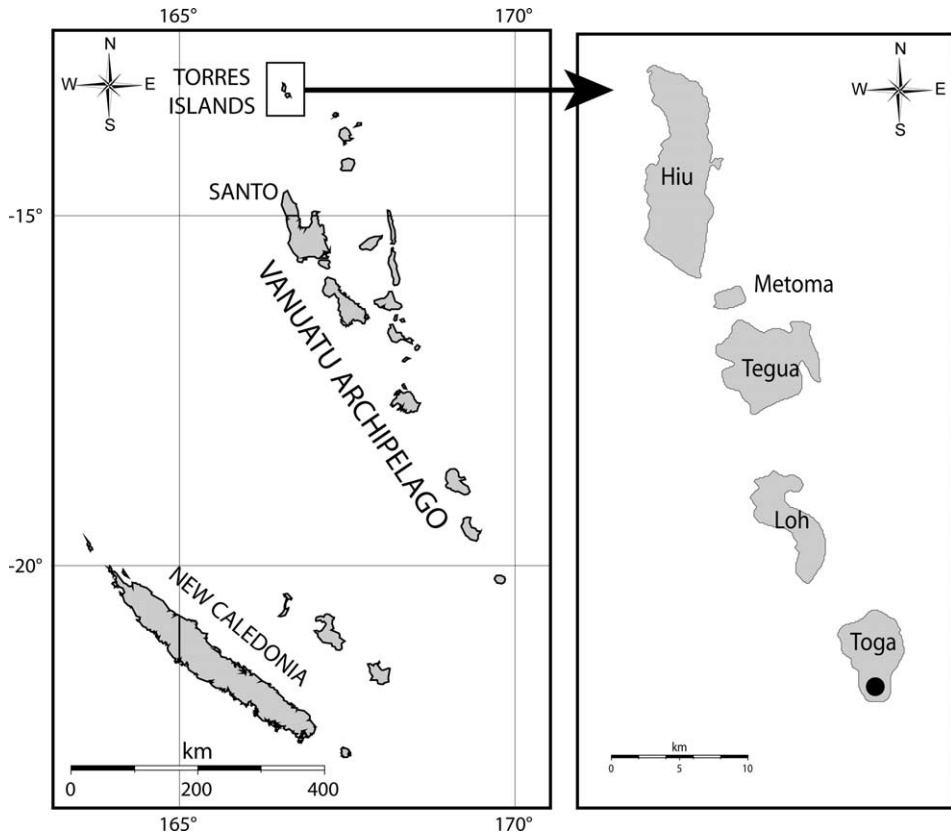 165°
170°
N
W E
S
TORRES
ISLANDS
SANTO
-15°
VANUATU ARCHIPELAGO
-20°
NEW CALEDONIA
km
0 200 400
165°
170°
N
W E
S
Hiu
Metoma
Tegua
Loh
Toga
km
0 5 10